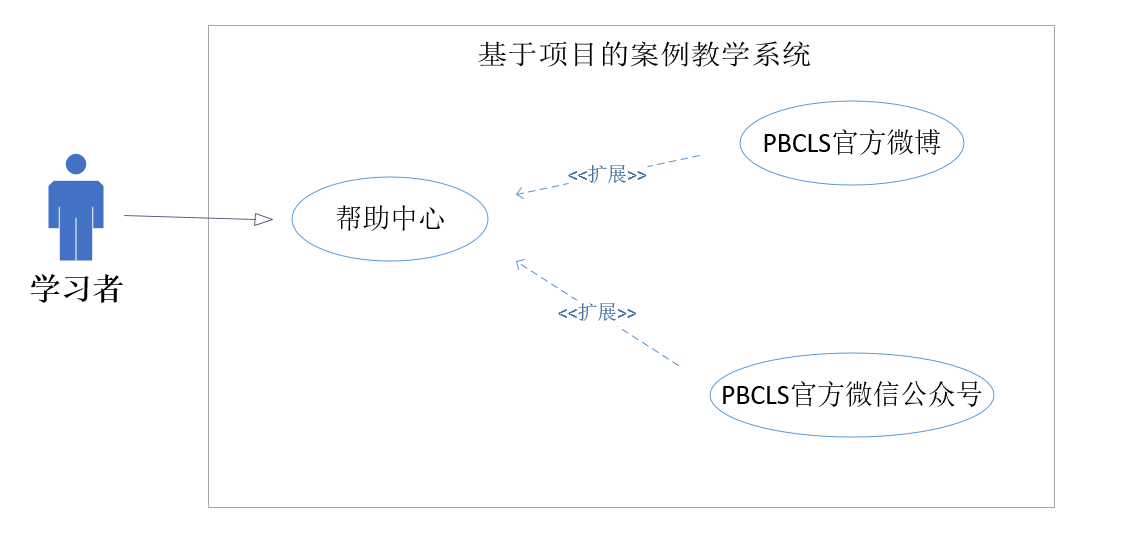 基于项目的案例教学系统
PBCLS官方微博
<<扩展>>
帮助中心
学习者
<<扩展>>
PBCLS官方微信公众号